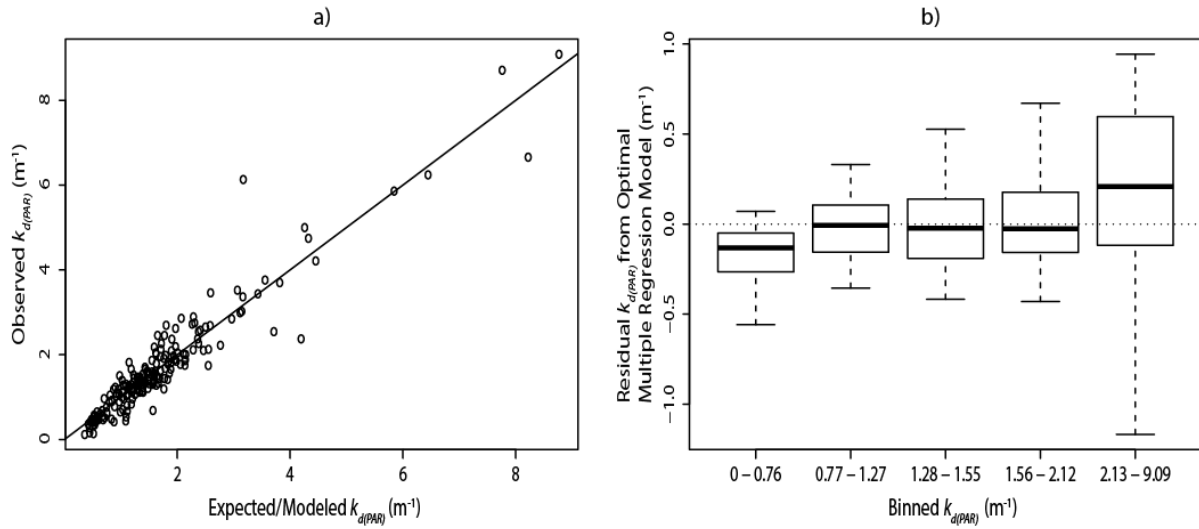 a)
Observed k_d(PAR) (m⁻¹)
8
6
4
2
0
2 4 6 8
Expected/Modeled k_d(PAR) (m⁻¹)
b)
Residual k_d(PAR) from Optimal
Multiple Regression Model (m⁻¹)
1.0
0.5
0.0
−0.5
−1.0
0 – 0.76 0.77 – 1.27 1.28 – 1.55 1.56 – 2.12 2.13 – 9.09
Binned k_d(PAR) (m⁻¹)